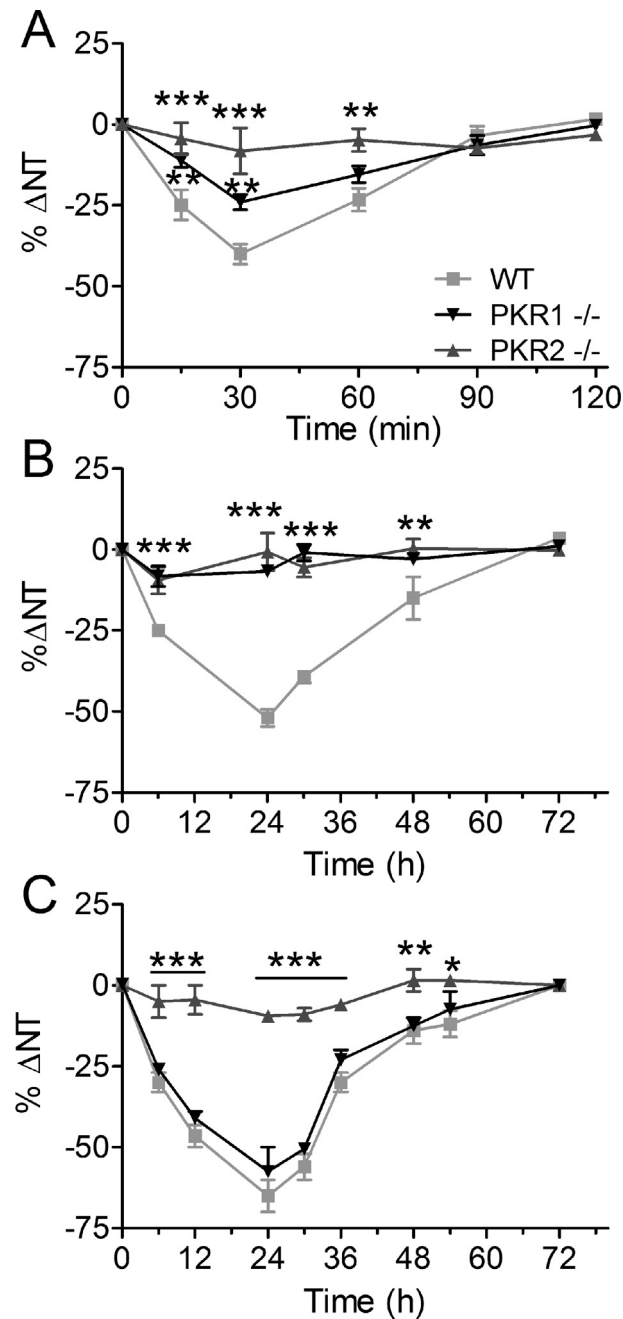 A
25
0
-25
-50
-75
% ΔNT
*** *** **
** **
WT
PKR1 -/-
PKR2 -/-
0 30 60 90 120
Time (min)
B
25
0
-25
-50
-75
%ΔNT
*** *** *** **
0 12 24 36 48 60 72
Time (h)
C
25
0
-25
-50
-75
% ΔNT
*** *** ** *
0 12 24 36 48 60 72
Time (h)